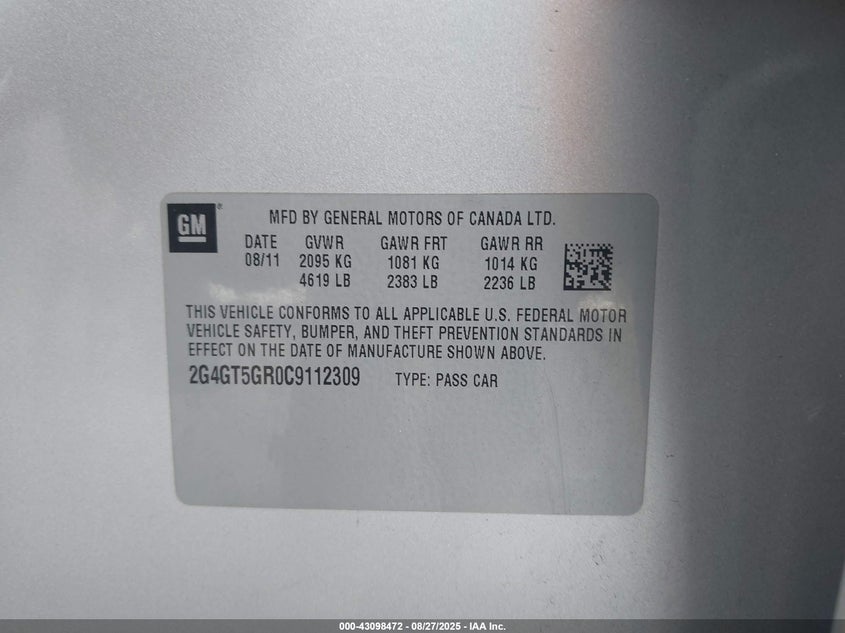 GM ®
MFD BY GENERAL MOTORS OF CANADA LTD.
DATE GVWR GAWR FRT GAWR RR
08/11 2095 KG 1081 KG 1014 KG
4619 LB 2383 LB 2236 LB
THIS VEHICLE CONFORMS TO ALL APPLICABLE U.S. FEDERAL MOTOR
VEHICLE SAFETY, BUMPER, AND THEFT PREVENTION STANDARDS IN
EFFECT ON THE DATE OF MANUFACTURE SHOWN ABOVE.
2G4GT5GR0C9112309 TYPE: PASS CAR
000-43098472 - 08/27/2025 - IAA Inc.